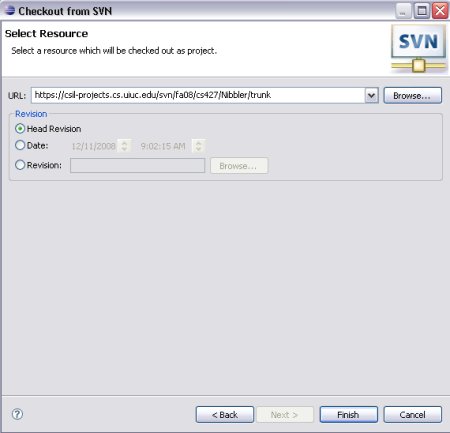 Checkout from SVN
Select Resource
Select a resource which will be checked out as project.
SVN
URL: https://csil-projects.cs.uiuc.edu/svn/fa08/cs427/Nibbler/trunk Browse...
Revision
Head Revision
Date: 12/11/2008 9:02:15 AM
Revision: Browse...
? < Back Next > Finish Cancel